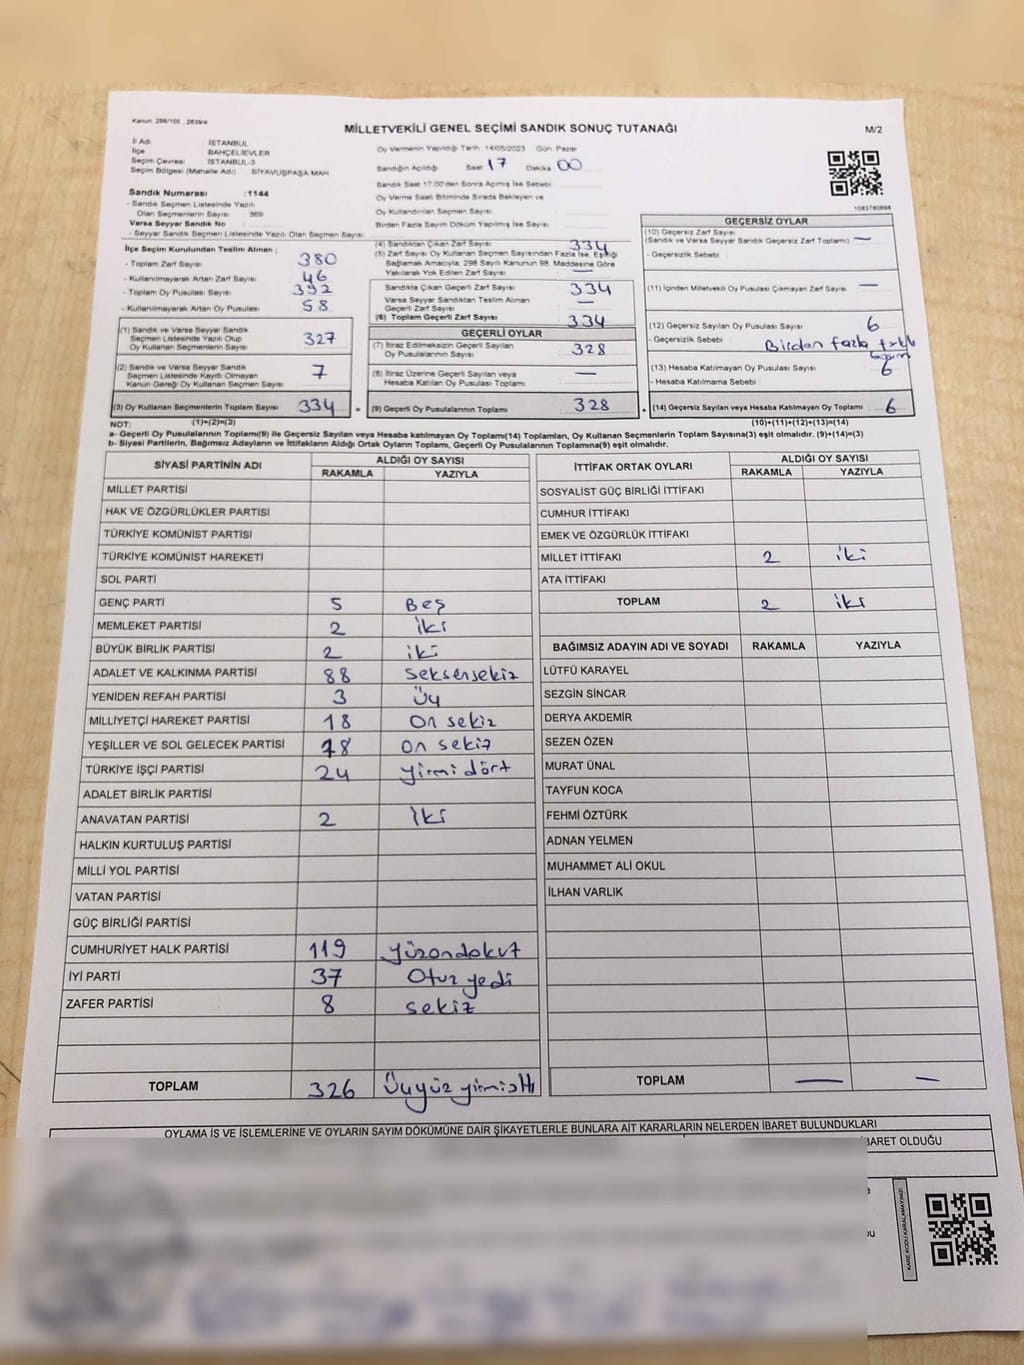 Kanun: 298/105 , 2839/4
MİLLETVEKİLİ GENEL SEÇİMİ SANDIK SONUÇ TUTANAĞI
M/2
İl Adı : İSTANBUL
İlçe : BAHÇELİEVLER
Seçim Çevresi : İSTANBUL-3
Seçim Bölgesi (Mahalle Adı) : SİYAVUŞPAŞA MAH
Oy Vermenin Yapıldığı Tarih :14/05/2023 Gün: Pazar
Sandığın Açıldığı Saat 17 Dakika 00
Sandık Saat 17:00'den Sonra Açılmış İse Sebebi :
Oy Verme Saati Bitiminde Sırada Bekleyen ve
Oy Kullandırılan Seçmen Sayısı :
Birden Fazla Sayım Döküm Yapılmış İse Sayısı :
1083760898
Sandık Numarası :1144
- Sandık Seçmen Listesinde Yazılı
Olan Seçmenlerin Sayısı : 369
Varsa Seyyar Sandık No :
- Seyyar Sandık Seçmen Listesinde Yazılı Olan Seçmen Sayısı :
İlçe Seçim Kurulundan Teslim Alınan ;
- Toplam Zarf Sayısı 380
- Kullanılmayarak Artan Zarf Sayısı: 46
- Toplam Oy Pusulası Sayısı : 392
- Kullanılmayarak Artan Oy Pusulası Sayısı : 58
(1) Sandık ve Varsa Seyyar Sandık
Seçmen Listesinde Yazılı Olup
Oy Kullanan Seçmenlerin Sayısı : 327
(2) Sandık ve Varsa Seyyar Sandık
Seçmen Listesinde Kayıtlı Olmayan
Kanun Gereği Oy Kullanan Seçmen Sayısı : 7
(3) Oy Kullanan Seçmenlerin Toplam Sayısı : 334
(1)+(2)=(3)
(4) Sandıktan Çıkan Zarf Sayısı 334
(5) Zarf Sayısı Oy Kullanan Seçmen Sayısından Fazla İse, Eşitliği
Sağlamak Amacıyla, 298 Sayılı Kanunun 98. Maddesine Göre
Yakılarak Yok Edilen Zarf Sayısı : —
Sandıkta Çıkan Geçerli Zarf Sayısı : 334
Varsa Seyyar Sandıktan Teslim Alınan
Geçerli Zarf Sayısı : —
(6) Toplam Geçerli Zarf Sayısı : 334
GEÇERLİ OYLAR
(7) İtiraz Edilmeksizin Geçerli Sayılan
Oy Pusulalarının Sayısı : 328
(8) İtiraz Üzerine Geçerli Sayılan veya
Hesaba Katılan Oy Pusulası Toplamı : —
(9) Geçerli Oy Pusulalarının Toplamı : 328
GEÇERSİZ OYLAR
(10) Geçersiz Zarf Sayısı
(Sandık ve Varsa Seyyar Sandık Geçersiz Zarf Toplamı) : —
- Geçersizlik Sebebi :
(11) İçinden Milletvekili Oy Pusulası Çıkmayan Zarf Sayısı : —
(12) Geçersiz Sayılan Oy Pusulası Sayısı : 6
- Geçersizlik Sebebi : Birden fazla
(13) Hesaba Katılmayan Oy Pusulası Sayısı : 6
- Hesaba Katılmama Sebebi :
(14) Geçersiz Sayılan veya Hesaba Katılmayan Oy Toplamı : 6
(10)+(11)+(12)+(13)=(14)
NOT:
a- Geçerli Oy Pusulalarının Toplamı(9) ile Geçersiz Sayılan veya Hesaba katılmayan Oy Toplamı(14) Toplamları, Oy Kullanan Seçmenlerin Toplam Sayısına(3) eşit olmalıdır. (9)+(14)=(3)
b- Siyasi Partilerin, Bağımsız Adayların ve İttifakların Aldığı Ortak Oyların Toplamı, Geçerli Oy Pusulalarının Toplamına(9) eşit olmalıdır.
SİYASİ PARTİNİN ADI ALDIĞI OY SAYISI
RAKAMLA YAZIYLA
MİLLET PARTİSİ
HAK VE ÖZGÜRLÜKLER PARTİSİ
TÜRKİYE KOMÜNİST PARTİSİ
TÜRKİYE KOMÜNİST HAREKETİ
SOL PARTİ
GENÇ PARTİ 5 Beş
MEMLEKET PARTİSİ 2 iki
BÜYÜK BİRLİK PARTİSİ 2 iki
ADALET VE KALKINMA PARTİSİ 88 seksensekiz
YENİDEN REFAH PARTİSİ 3 Üç
MİLLİYETÇİ HAREKET PARTİSİ 18 on sekiz
YEŞİLLER VE SOL GELECEK PARTİSİ 18 on sekiz
TÜRKİYE İŞÇİ PARTİSİ 24 yirmi dört
ADALET BİRLİK PARTİSİ
ANAVATAN PARTİSİ 2 iki
HALKIN KURTULUŞ PARTİSİ
MİLLİ YOL PARTİSİ
VATAN PARTİSİ
GÜÇ BİRLİĞİ PARTİSİ
CUMHURİYET HALK PARTİSİ 119 yüzondokuz
İYİ PARTİ 37 Otuz yedi
ZAFER PARTİSİ 8 sekiz
TOPLAM 326 Üçyüz yirmialtı
İTTİFAK ORTAK OYLARI ALDIĞI OY SAYISI
RAKAMLA YAZIYLA
SOSYALİST GÜÇ BİRLİĞİ İTTİFAKI
CUMHUR İTTİFAKI
EMEK VE ÖZGÜRLÜK İTTİFAKI
MİLLET İTTİFAKI 2 iki
ATA İTTİFAKI
TOPLAM 2 iki
BAĞIMSIZ ADAYIN ADI VE SOYADI RAKAMLA YAZIYLA
LÜTFÜ KARAYEL
SEZGİN SİNCAR
DERYA AKDEMİR
SEZEN ÖZEN
MURAT ÜNAL
TAYFUN KOCA
FEHMİ ÖZTÜRK
ADNAN YELMEN
MUHAMMET ALİ OKUL
İLHAN VARLIK
TOPLAM — —
OYLAMA İŞ VE İŞLEMLERİNE VE OYLARIN SAYIM DÖKÜMÜNE DAİR ŞİKAYETLERLE BUNLARA AİT KARARLARIN NELERDEN İBARET BULUNDUKLARI
BARET OLDUĞU
KARE KODU KARALAMAYINIZ!